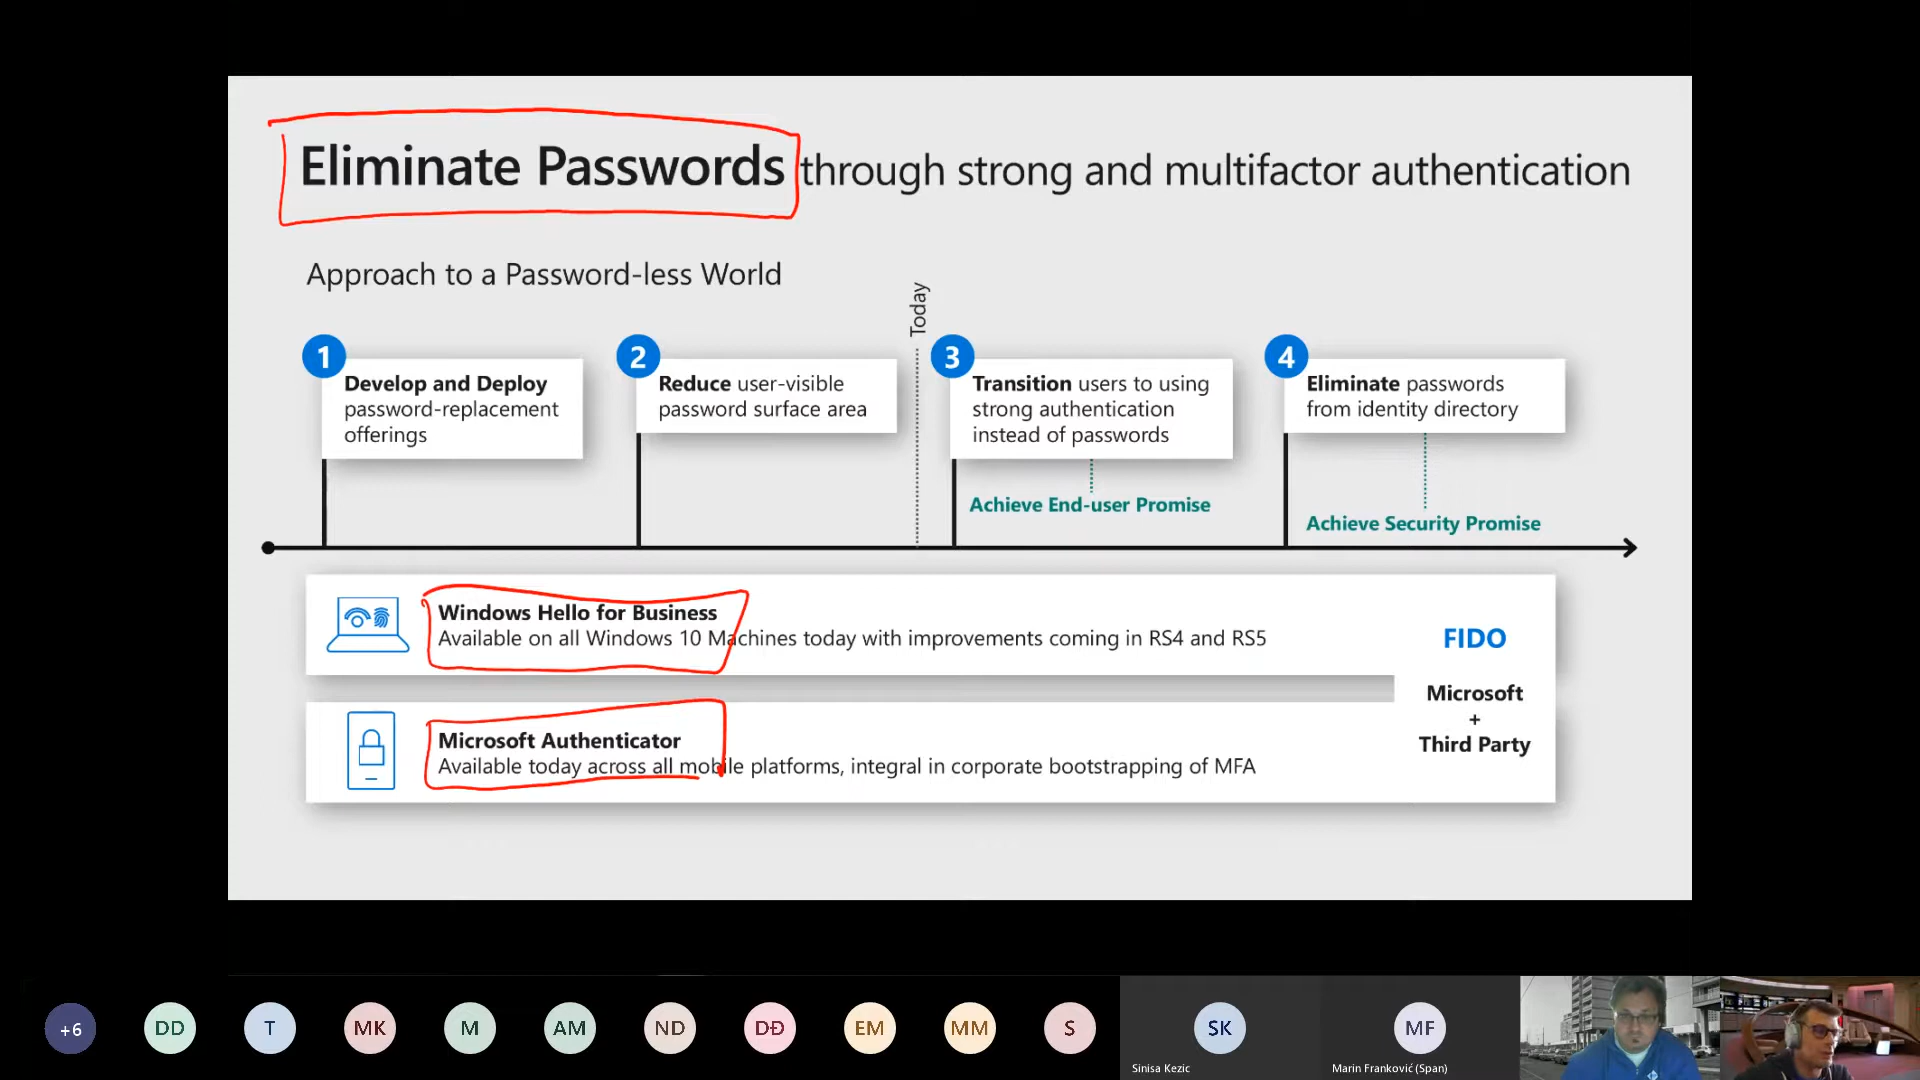 Eliminate Passwords through strong and multifactor authentication
Approach to a Password-less World
Today
1
Develop and Deploy
password-replacement
offerings
2
Reduce user-visible
password surface area
3
Transition users to using
strong authentication
instead of passwords
Achieve End-user Promise
4
Eliminate passwords
from identity directory
Achieve Security Promise
Windows Hello for Business
Available on all Windows 10 Machines today with improvements coming in RS4 and RS5
Microsoft Authenticator
Available today across all mobile platforms, integral in corporate bootstrapping of MFA
FIDO
Microsoft
+
Third Party
+6
DD
T
MK
M
AM
ND
DĐ
EM
MM
S
SK
Sinisa Kezic
MF
Marin Franković (Span)